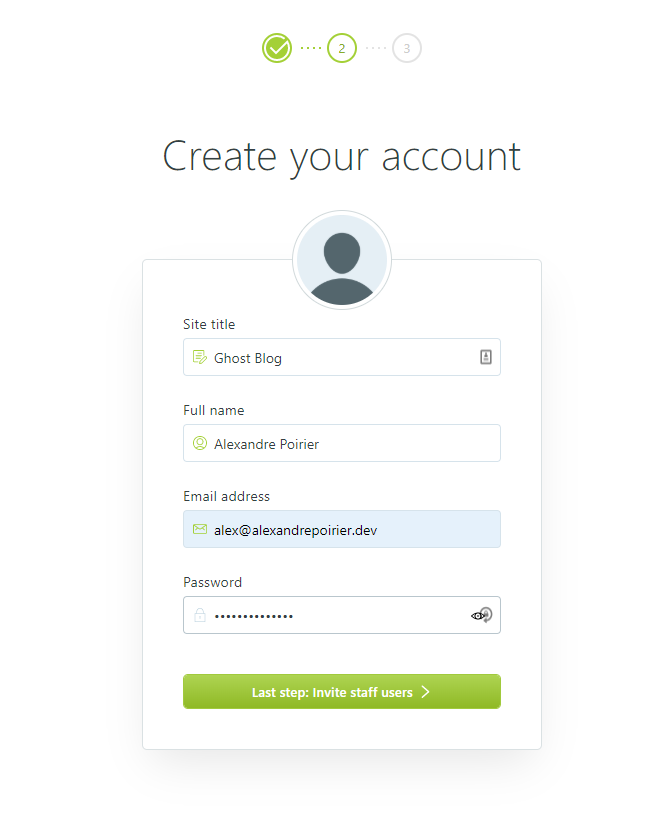 2
3
Create your account
Site title
Ghost Blog
Full name
Alexandre Poirier
Email address
alex@alexandrepoirier.dev
Password
••••••••••••••
Last step: Invite staff users